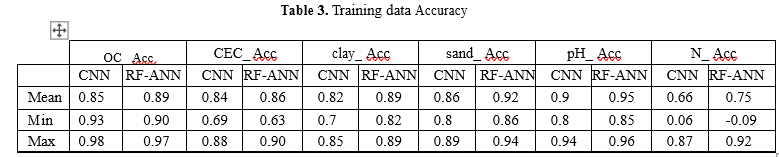 Table 3. Training data Accuracy
OC_Acc. CEC_ Acc clay_ Acc sand_ Acc pH_ Acc N_ Acc
CNN RF-ANN CNN RF-ANN CNN RF-ANN CNN RF-ANN CNN RF-ANN CNN RF-ANN
Mean 0.85 0.89 0.84 0.86 0.82 0.89 0.86 0.92 0.9 0.95 0.66 0.75
Min 0.93 0.90 0.69 0.63 0.7 0.82 0.8 0.86 0.8 0.85 0.06 -0.09
Max 0.98 0.97 0.88 0.90 0.85 0.89 0.89 0.94 0.94 0.96 0.87 0.92